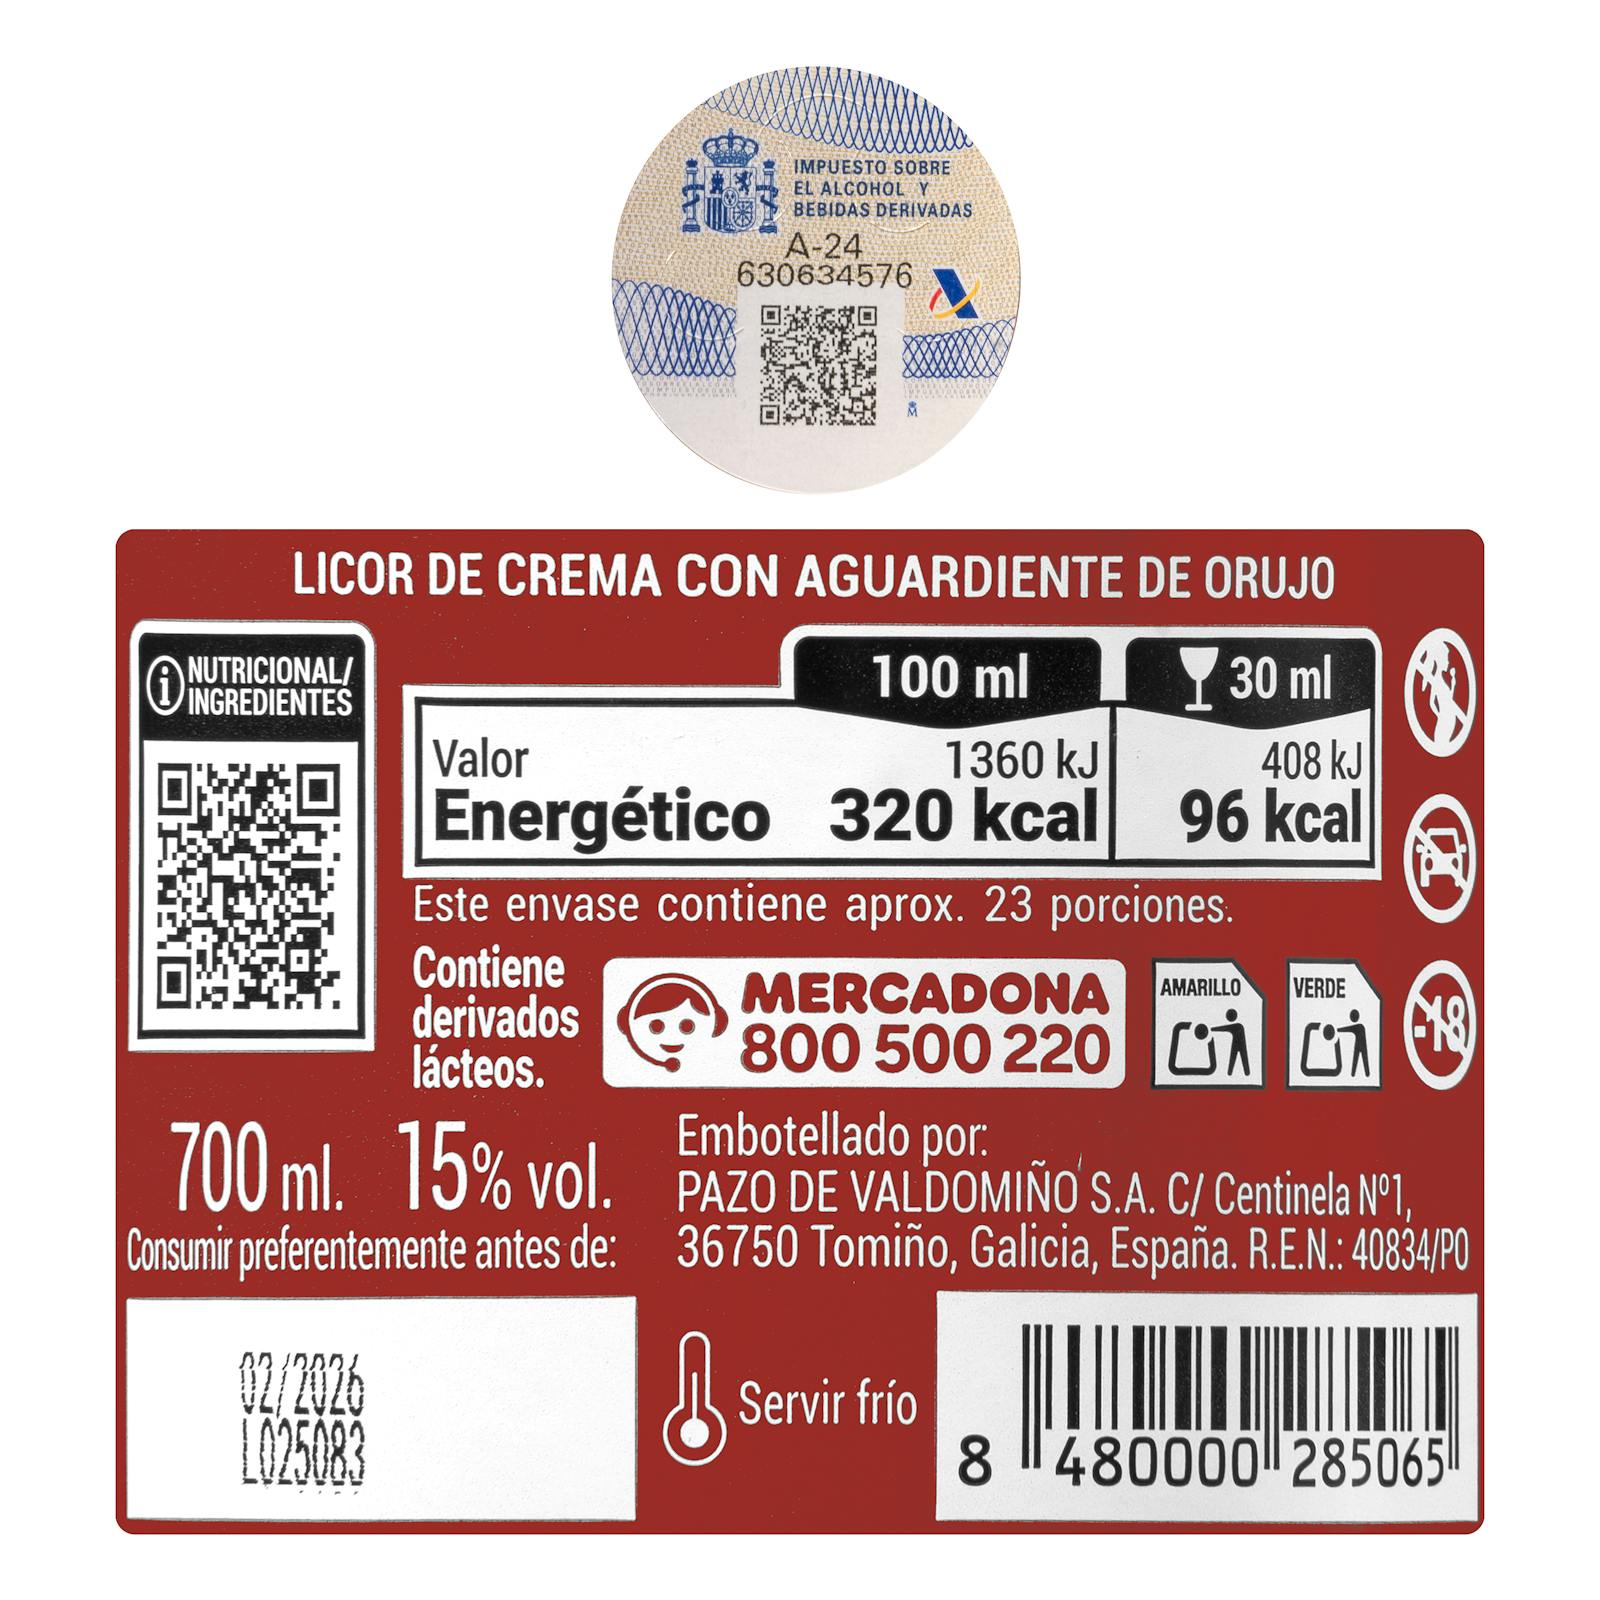 IMPUESTO SOBRE
EL ALCOHOL Y
BEBIDAS DERIVADAS
A-24
630634576
LICOR DE CREMA CON AGUARDIENTE DE ORUJO
NUTRICIONAL/
INGREDIENTES
100 ml
30 ml
Valor 1360 kJ 408 kJ
Energético 320 kcal 96 kcal
Este envase contiene aprox. 23 porciones.
Contiene
derivados
lácteos.
MERCADONA
800 500 220
AMARILLO
VERDE
-18
700 ml. 15% vol.
Consumir preferentemente antes de:
Embotellado por:
PAZO DE VALDOMIÑO S.A. C/ Centinela Nº1,
36750 Tomiño, Galicia, España. R.E.N.: 40834/PO
02/2026
L025083
Servir frío
8 480000 285065